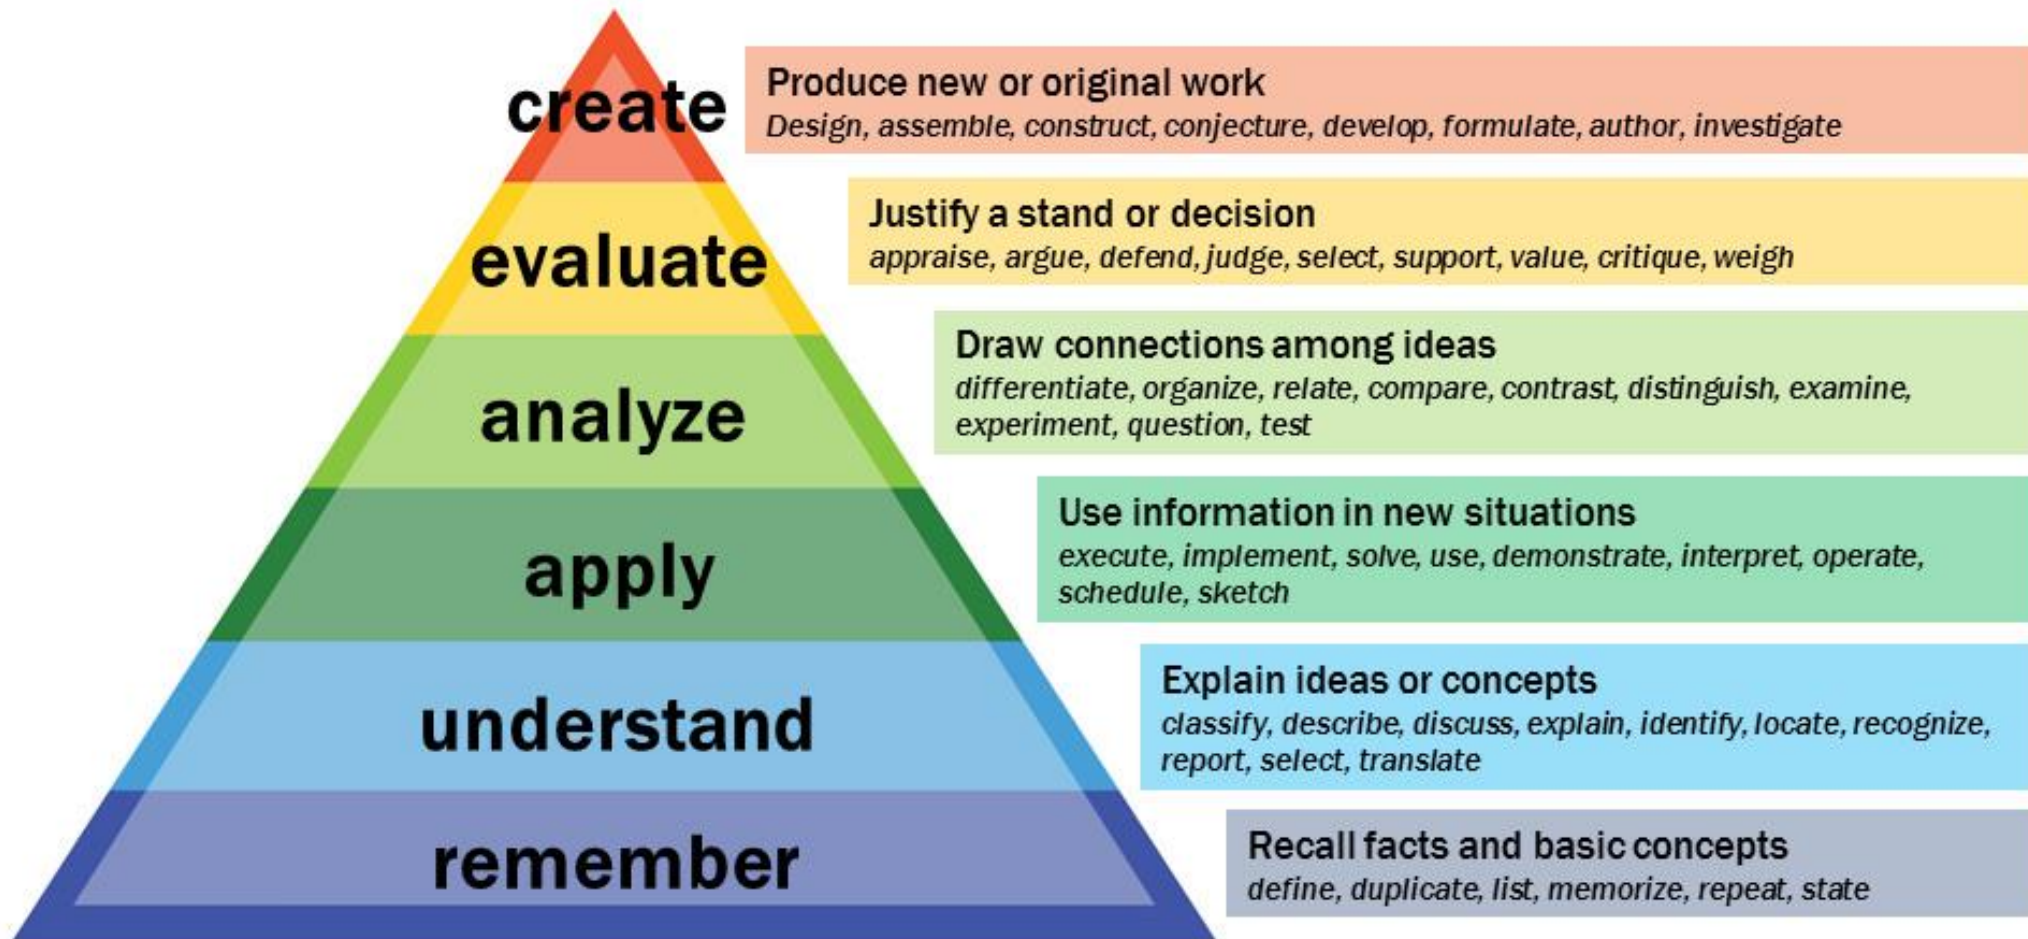 create
Produce new or original work
Design, assemble, construct, conjecture, develop, formulate, author, investigate
evaluate
Justify a stand or decision
appraise, argue, defend, judge, select, support, value, critique, weigh
analyze
Draw connections among ideas
differentiate, organize, relate, compare, contrast, distinguish, examine,
experiment, question, test
apply
Use information in new situations
execute, implement, solve, use, demonstrate, interpret, operate,
schedule, sketch
understand
Explain ideas or concepts
classify, describe, discuss, explain, identify, locate, recognize,
report, select, translate
remember
Recall facts and basic concepts
define, duplicate, list, memorize, repeat, state